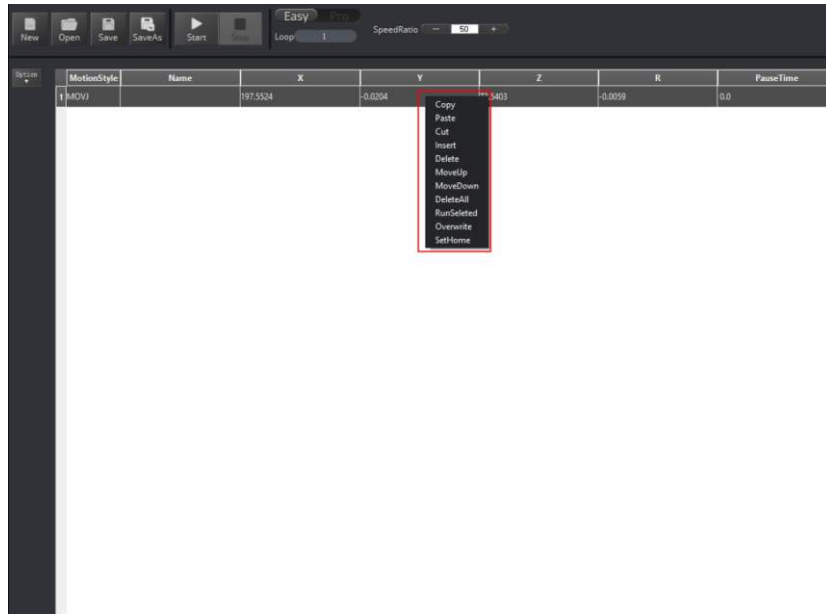 Easy Pro
New Open Save SaveAs Start Stop Loop 1 SpeedRatio − 50 +
Option MotionStyle Name X Y Z R PauseTime
1 MOVJ 197.5524 -0.0204 5403 -0.0059 0.0
Copy
Paste
Cut
Insert
Delete
MoveUp
MoveDown
DeleteAll
RunSeleted
Overwrite
SetHome